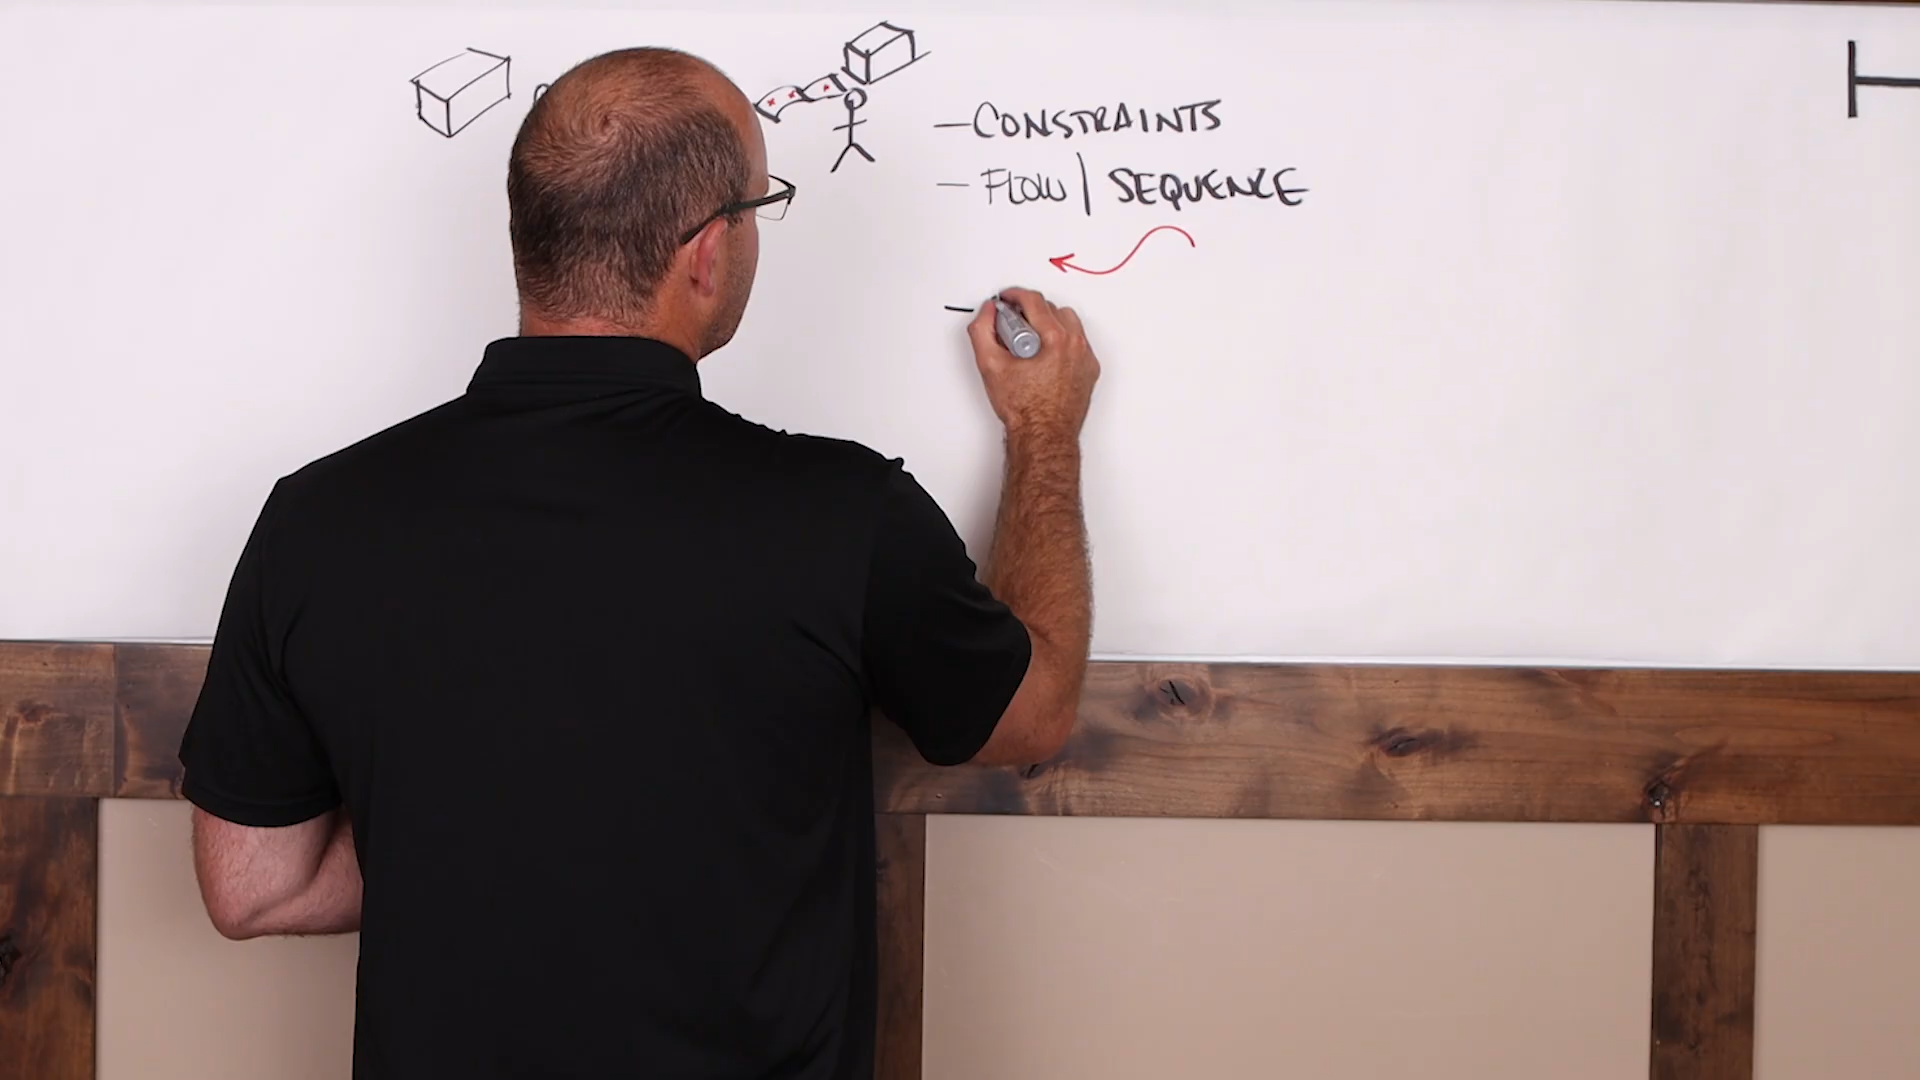 — CONSTRAINTS
— FLOW | SEQUENCE
—